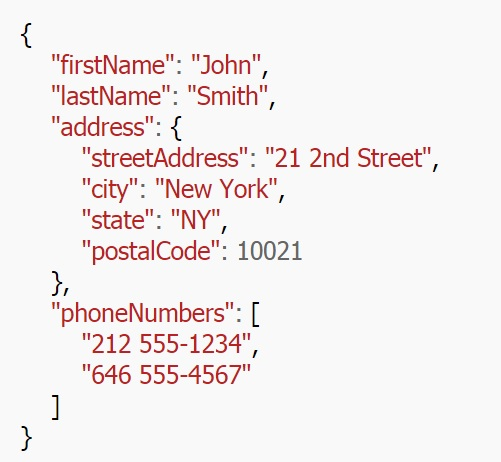 {
"firstName": "John",
"lastName": "Smith",
"address": {
"streetAddress": "21 2nd Street",
"city": "New York",
"state": "NY",
"postalCode": 10021
},
"phoneNumbers": [
"212 555-1234",
"646 555-4567"
]
}